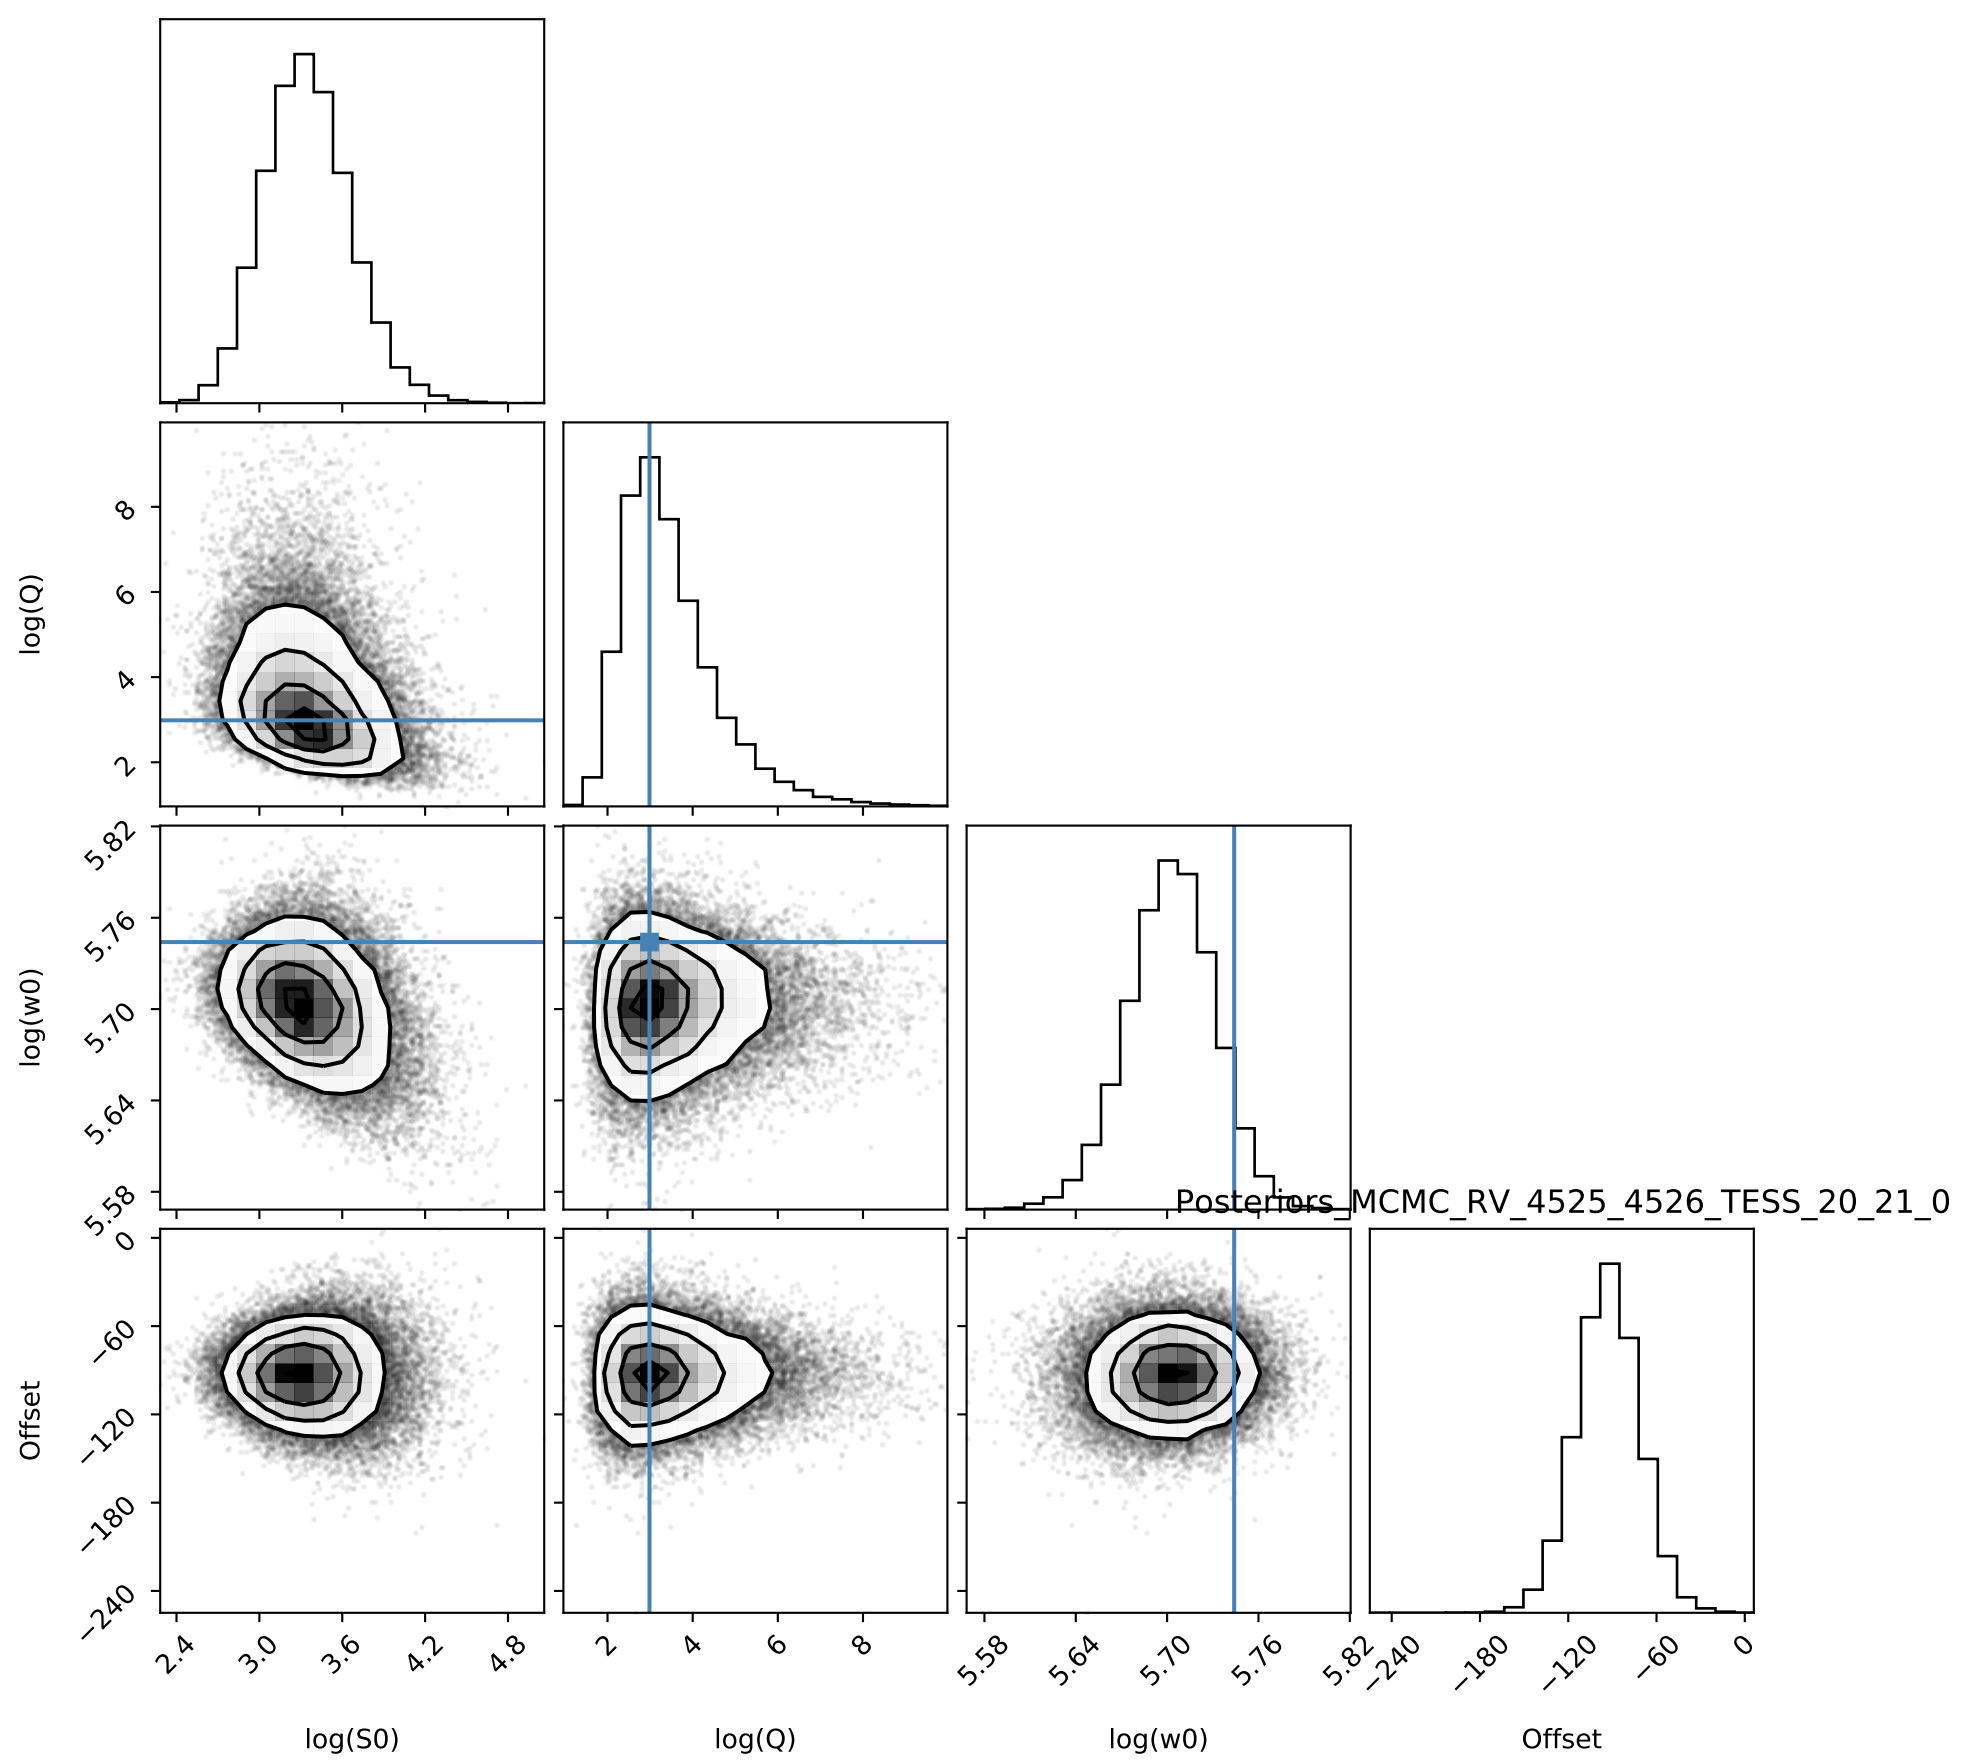 log(Q)
8
6
4
2
log(w0)
5.82
5.76
5.70
5.64
5.58
Posteriors_MCMC_RV_4525_4526_TESS_20_21_0
Offset
0
−60
−120
−180
−240
2.4 3.0 3.6 4.2 4.8
2 4 6 8
5.58 5.64 5.70 5.76 5.82
−240 −180 −120 −60 0
log(S0) log(Q) log(w0) Offset